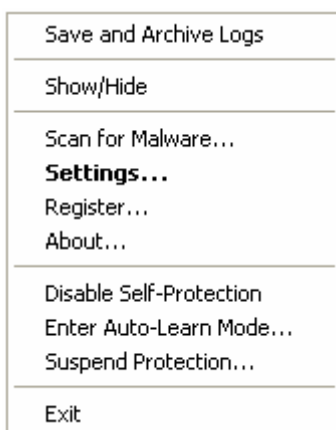 Save and Archive Logs
Show/Hide
Scan for Malware...
Settings...
Register...
About...
Disable Self-Protection
Enter Auto-Learn Mode...
Suspend Protection...
Exit